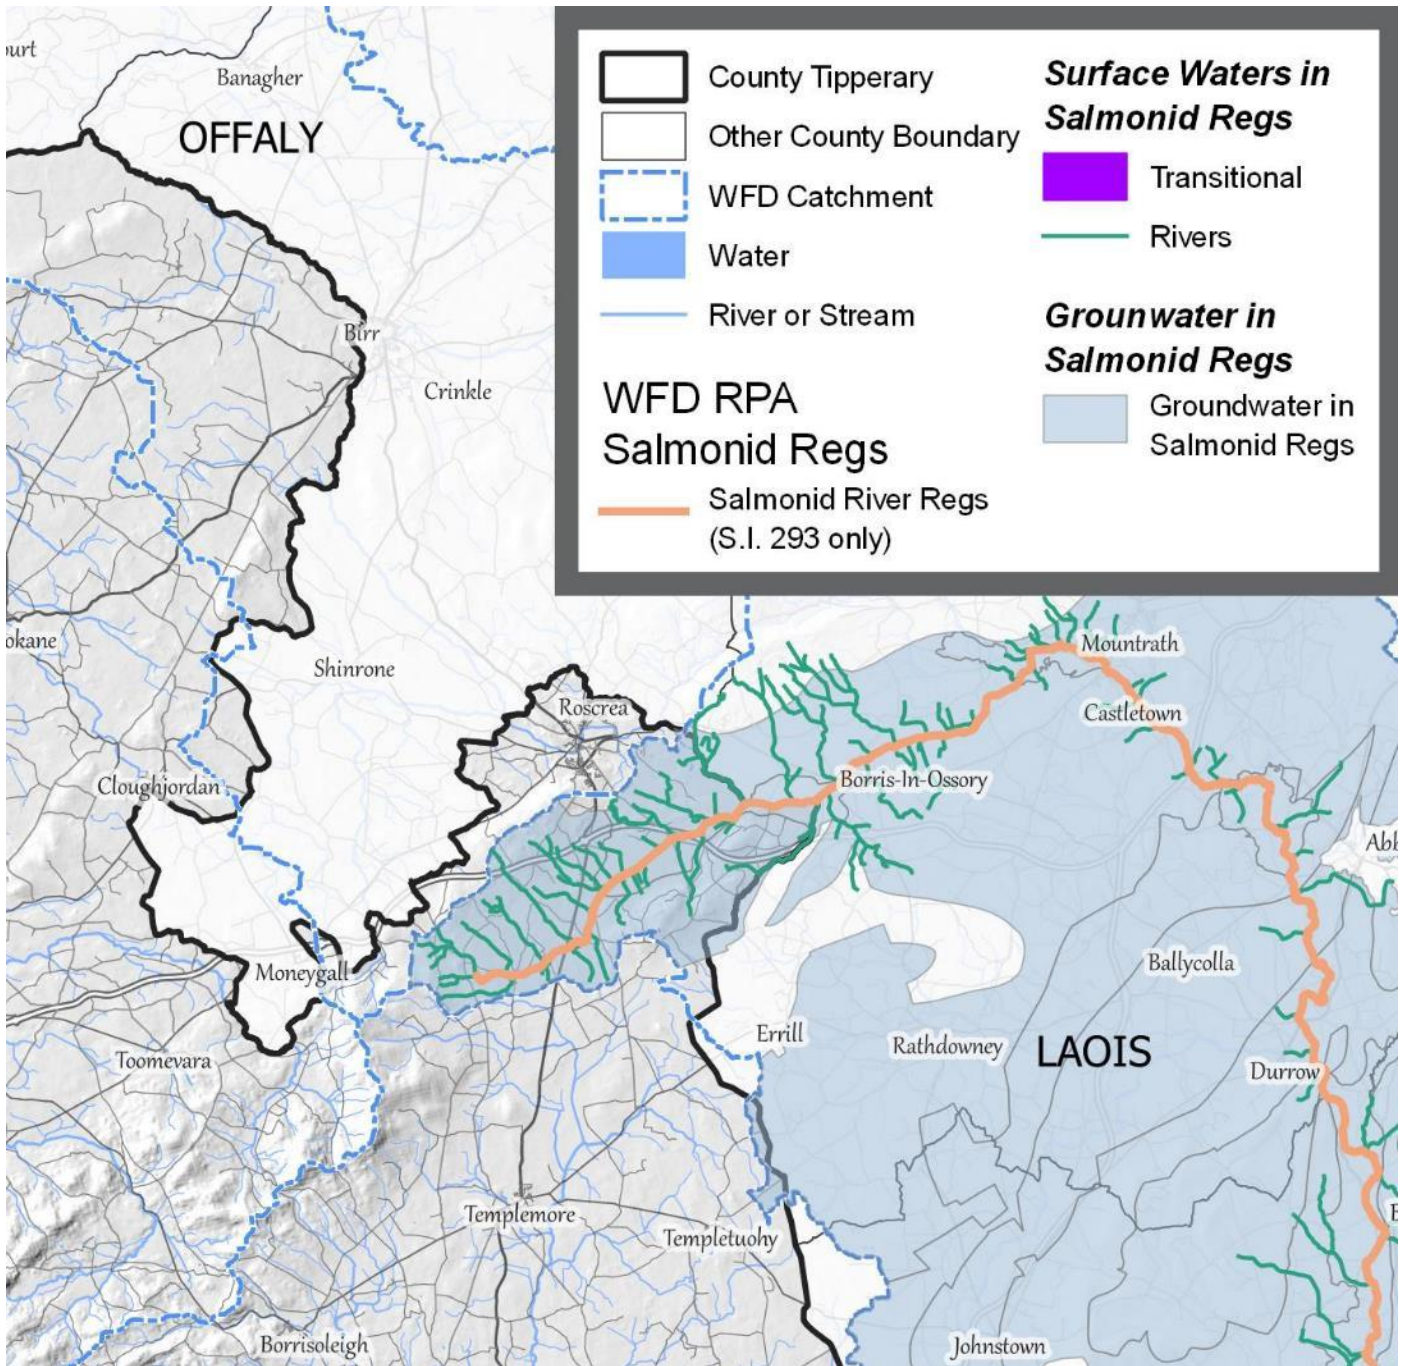 Banagher
OFFALY
Birr
Crinkle
Shinrone
Roscrea
Cloughjordan
Moneygall
Toomevara
Templemore
Templetuohy
Borrisoleigh
Mountrath
Castletown
Borris-In-Ossory
Ballycolla
Errill
Rathdowney
LAOIS
Durrow
Johnstown
okane
ourt
Abb
County Tipperary
Other County Boundary
WFD Catchment
Water
River or Stream
WFD RPA
Salmonid Regs
Salmonid River Regs
(S.I. 293 only)
Surface Waters in
Salmonid Regs
Transitional
Rivers
Grounwater in
Salmonid Regs
Groundwater in
Salmonid Regs